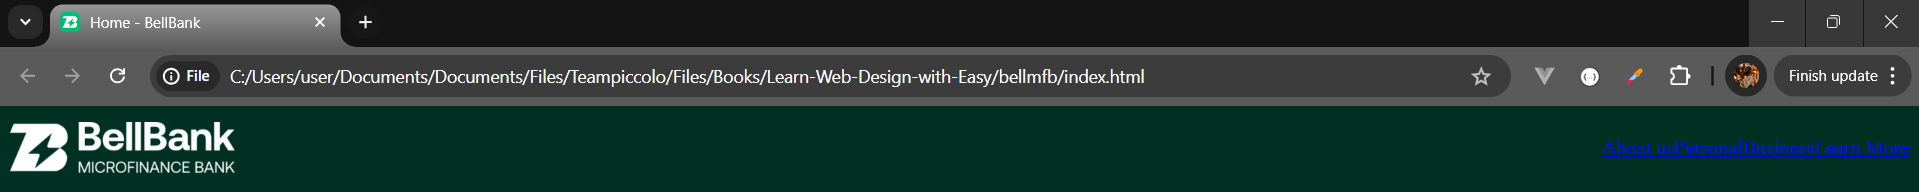 Home - BellBank
File
C:/Users/user/Documents/Documents/Files/Teampiccolo/Files/Books/Learn-Web-Design-with-Easy/bellmfb/index.html
Finish update
BellBank
MICROFINANCE BANK
About usPersonalBusinessLearn More